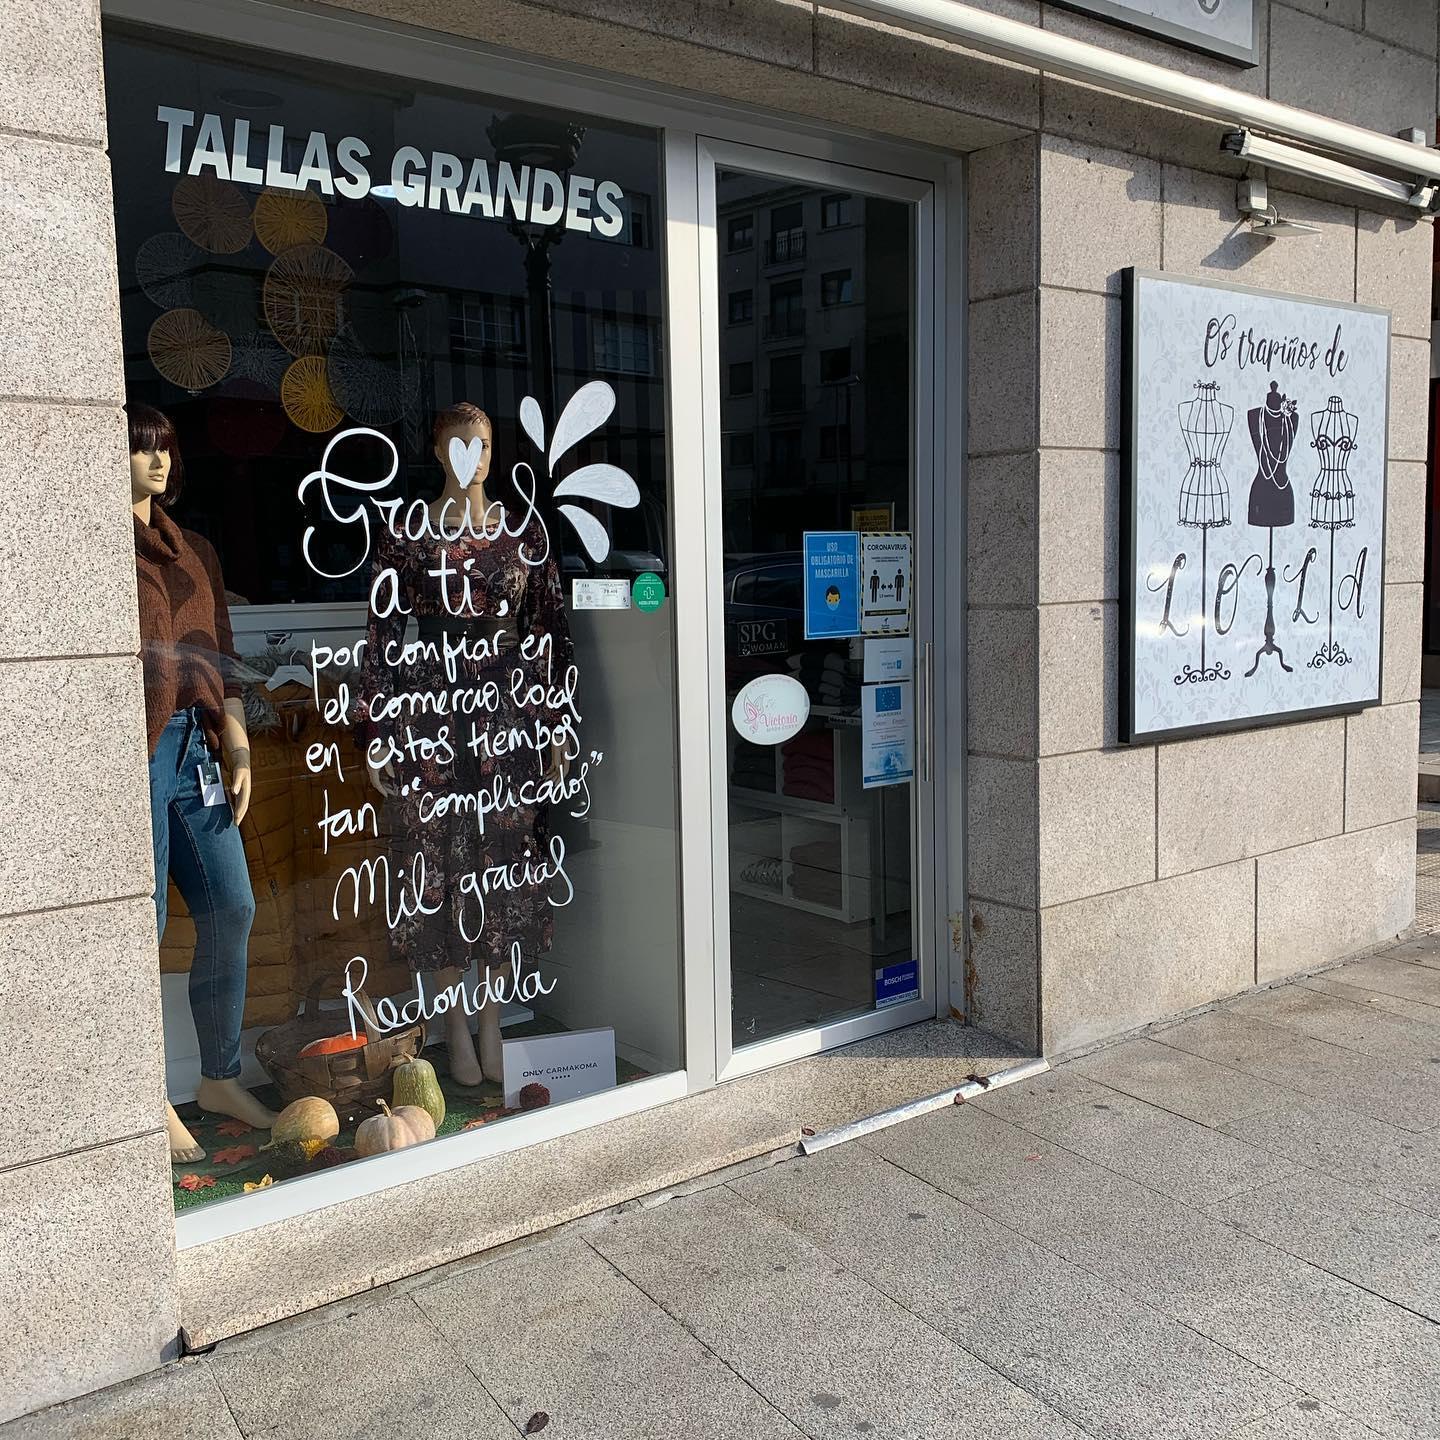 TALLAS GRANDES
Gracias
a ti,
por confiar en
el comercio local
en estos tiempos
tan "complicados"
Mil gracias
Redondela
ONLY CARMAKOMA
USO
OBLIGATORIO DE
MASCARILLA
CORONAVIRUS
SPG
WOMAN
Victoria
BOSCH
Os trapiños de
LOLA